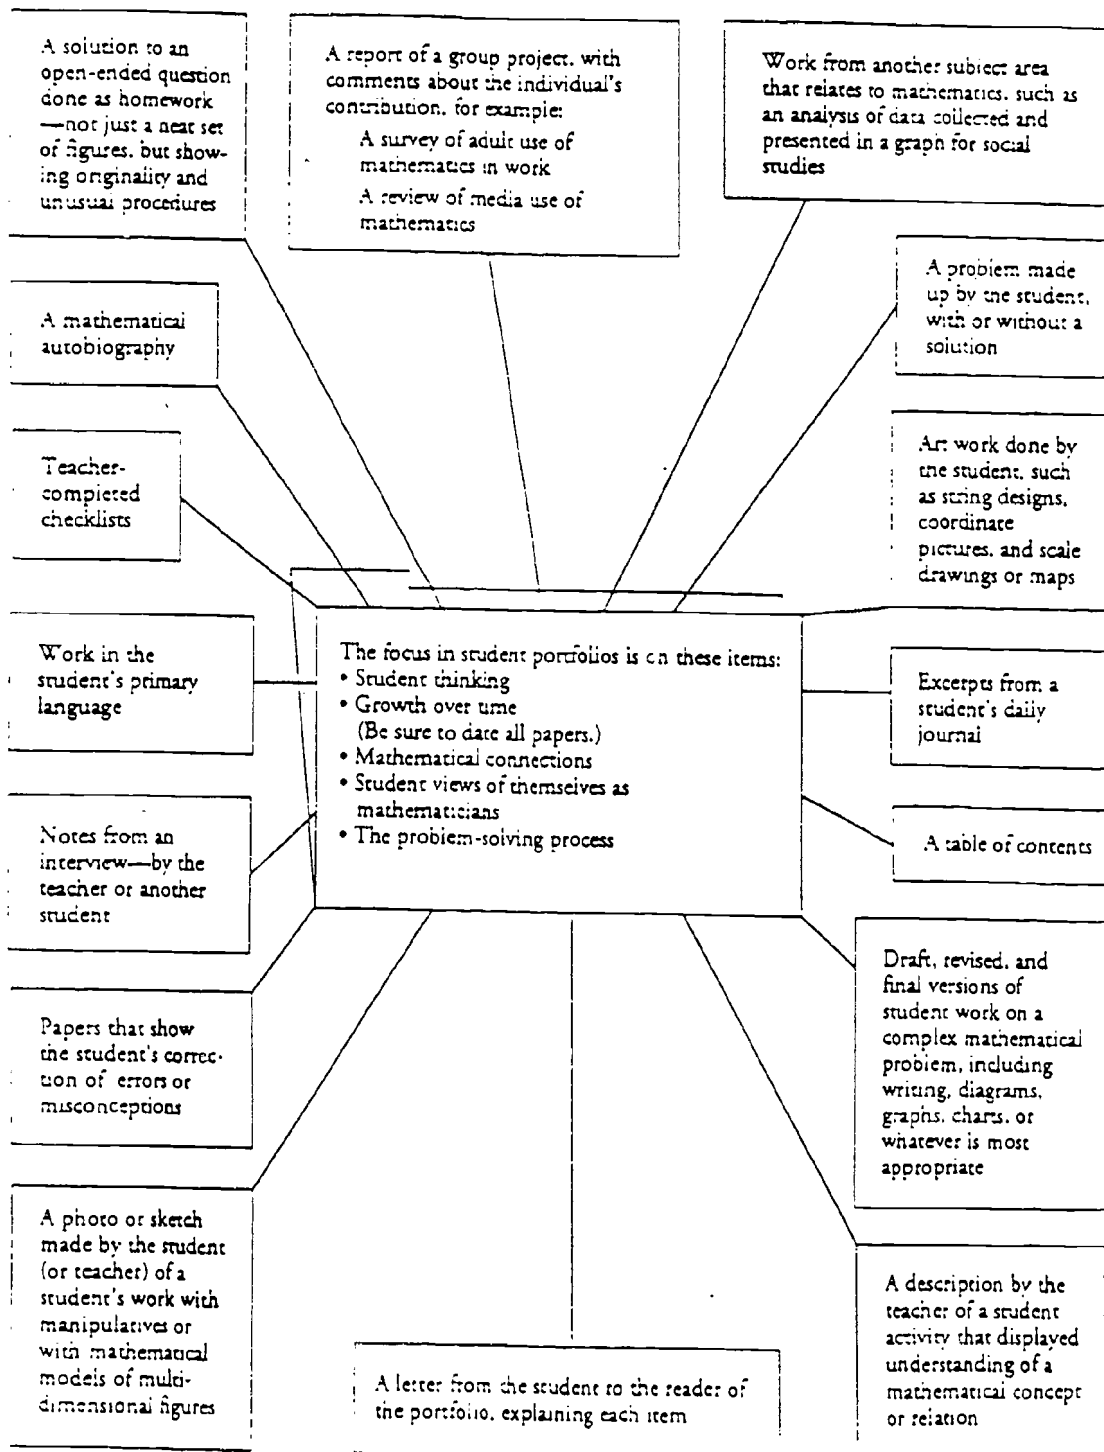 A solution to an
open-ended question
done as homework
—not just a neat set
of figures, but show-
ing originality and
unusual procedures
A report of a group project, with
comments about the individual's
contribution, for example:
A survey of adult use of
mathematics in work
A review of media use of
mathematics
Work from another subject area
that relates to mathematics, such as
an analysis of data collected and
presented in a graph for social
studies
A mathematical
autobiography
A problem made
up by the student,
with or without a
solution
Teacher-
completed
checklists
Art work done by
the student, such
as string designs,
coordinate
pictures, and scale
drawings or maps
Work in the
student's primary
language
The focus in student portfolios is on these items:
• Student thinking
• Growth over time
(Be sure to date all papers.)
• Mathematical connections
• Student views of themselves as
mathematicians
• The problem-solving process
Excerpts from a
student's daily
journal
Notes from an
interview—by the
teacher or another
student
A table of contents
Papers that show
the student's correc-
tion of errors or
misconceptions
Draft, revised, and
final versions of
student work on a
complex mathematical
problem, including
writing, diagrams,
graphs, charts, or
whatever is most
appropriate
A photo or sketch
made by the student
(or teacher) of a
student's work with
manipulatives or
with mathematical
models of multi-
dimensional figures
A letter from the student to the reader of
the portfolio, explaining each item
A description by the
teacher of a student
activity that displayed
understanding of a
mathematical concept
or relation